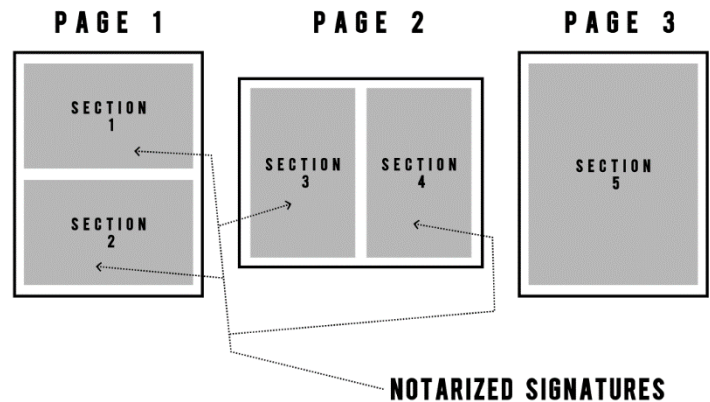 PAGE 1
PAGE 2
PAGE 3
SECTION
1
SECTION
2
SECTION
3
SECTION
4
SECTION
5
NOTARIZED SIGNATURES